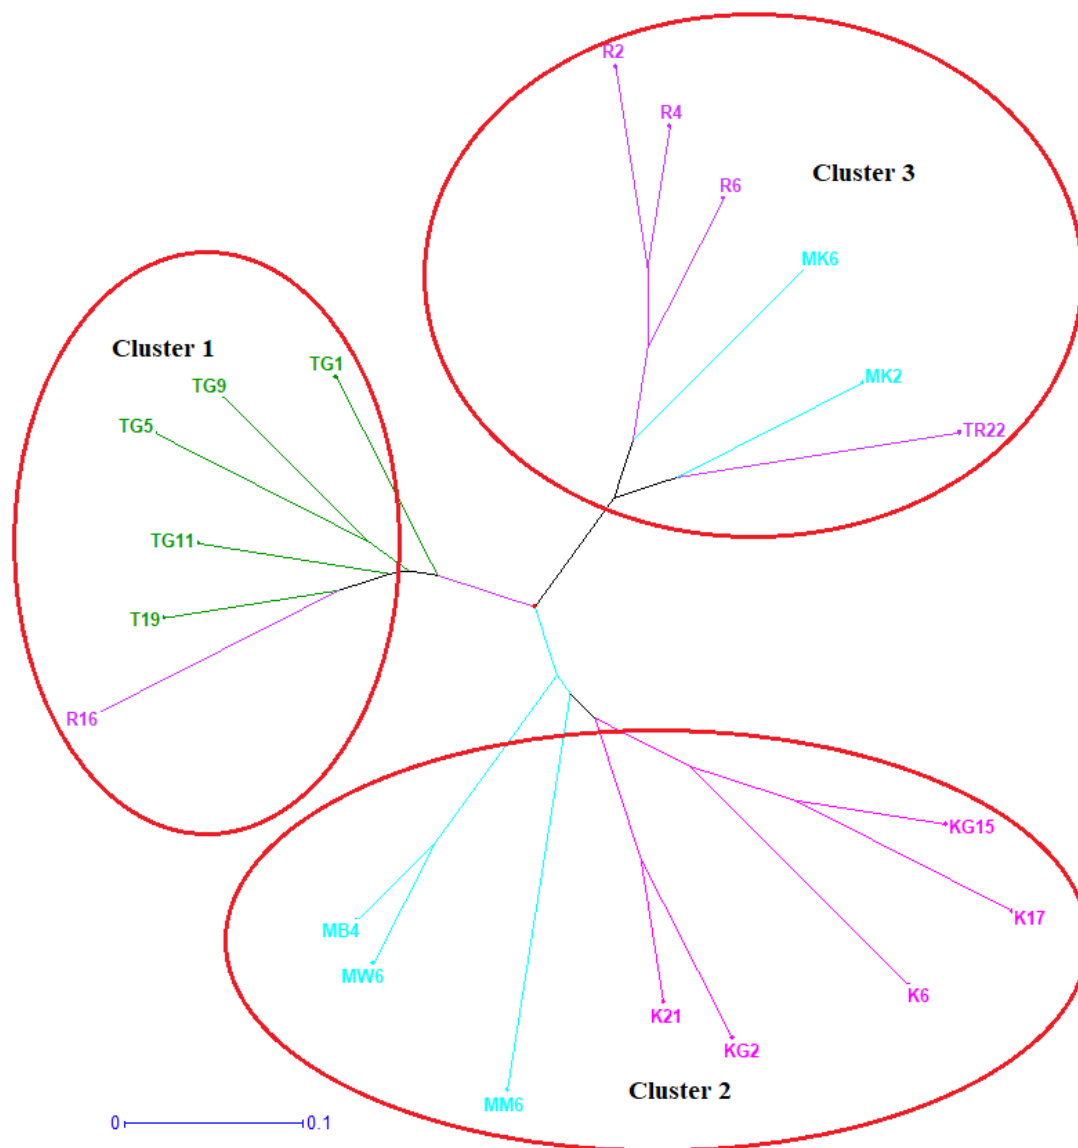 R2
R4
Cluster 3
R6
MK6
Cluster 1
TG1
TG9
MK2
TG5
TR22
TG11
T19
R16
KG15
K17
MB4
MW6
K6
K21
KG2
Cluster 2
MM6
0 0.1